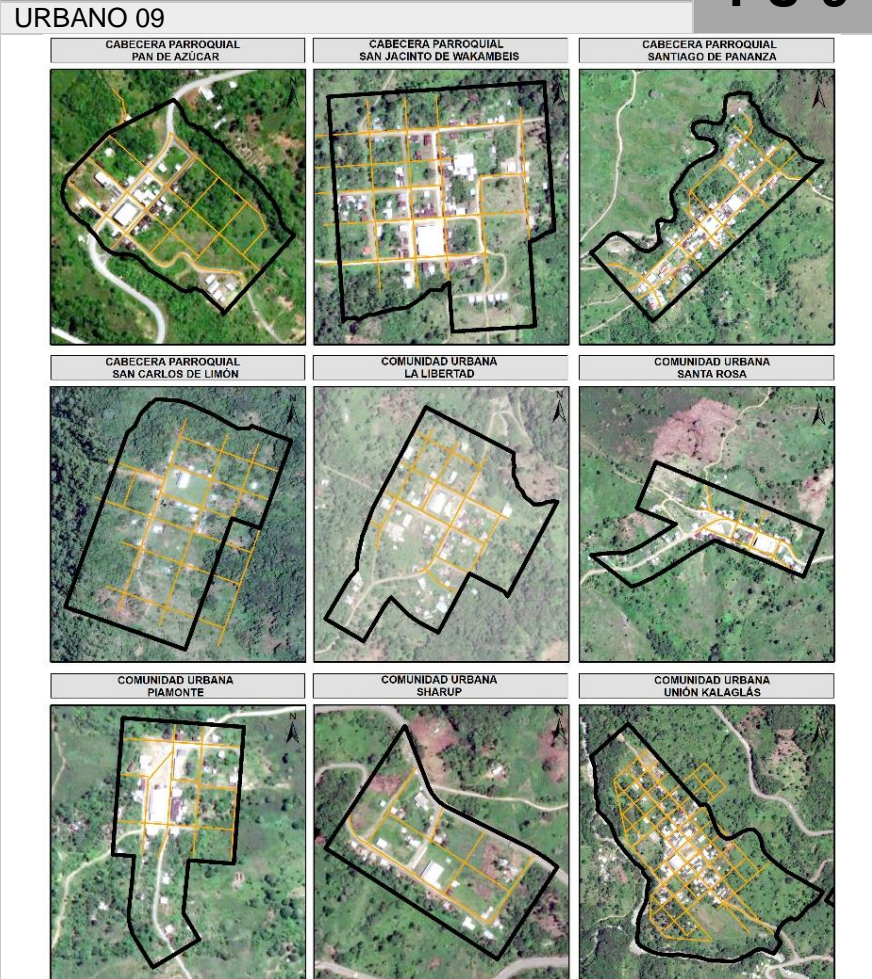 URBANO 09
CABECERA PARROQUIAL
PAN DE AZÚCAR
CABECERA PARROQUIAL
SAN JACINTO DE WAKAMBEIS
CABECERA PARROQUIAL
SANTIAGO DE PANANZA
CABECERA PARROQUIAL
SAN CARLOS DE LIMÓN
COMUNIDAD URBANA
LA LIBERTAD
COMUNIDAD URBANA
SANTA ROSA
N
N
N
COMUNIDAD URBANA
PIAMONTE
COMUNIDAD URBANA
SHARUP
COMUNIDAD URBANA
UNIÓN KALAGLÁS
N